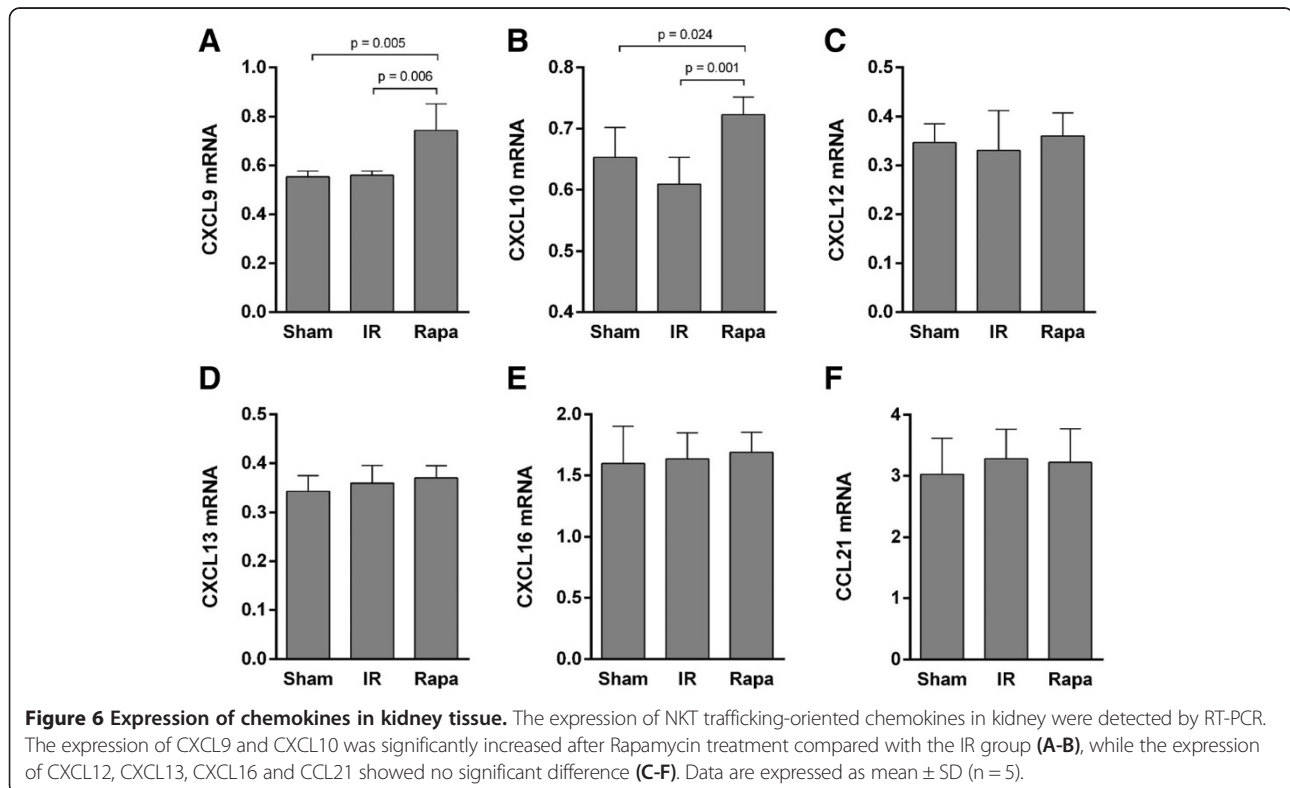 A
p = 0.005
p = 0.006
CXCL9 mRNA
1.0
0.8
0.6
0.4
0.2
0.0
Sham IR Rapa
B
p = 0.024
p = 0.001
CXCL10 mRNA
0.8
0.7
0.6
0.5
0.4
Sham IR Rapa
C
CXCL12 mRNA
0.5
0.4
0.3
0.2
0.1
0.0
Sham IR Rapa
D
CXCL13 mRNA
0.5
0.4
0.3
0.2
0.1
0.0
Sham IR Rapa
E
CXCL16 mRNA
2.0
1.5
1.0
0.5
0.0
Sham IR Rapa
F
CCL21 mRNA
4
3
2
1
0
Sham IR Rapa
Figure 6 Expression of chemokines in kidney tissue. The expression of NKT trafficking-oriented chemokines in kidney were detected by RT-PCR.
The expression of CXCL9 and CXCL10 was significantly increased after Rapamycin treatment compared with the IR group (A-B), while the expression
of CXCL12, CXCL13, CXCL16 and CCL21 showed no significant difference (C-F). Data are expressed as mean ± SD (n = 5).